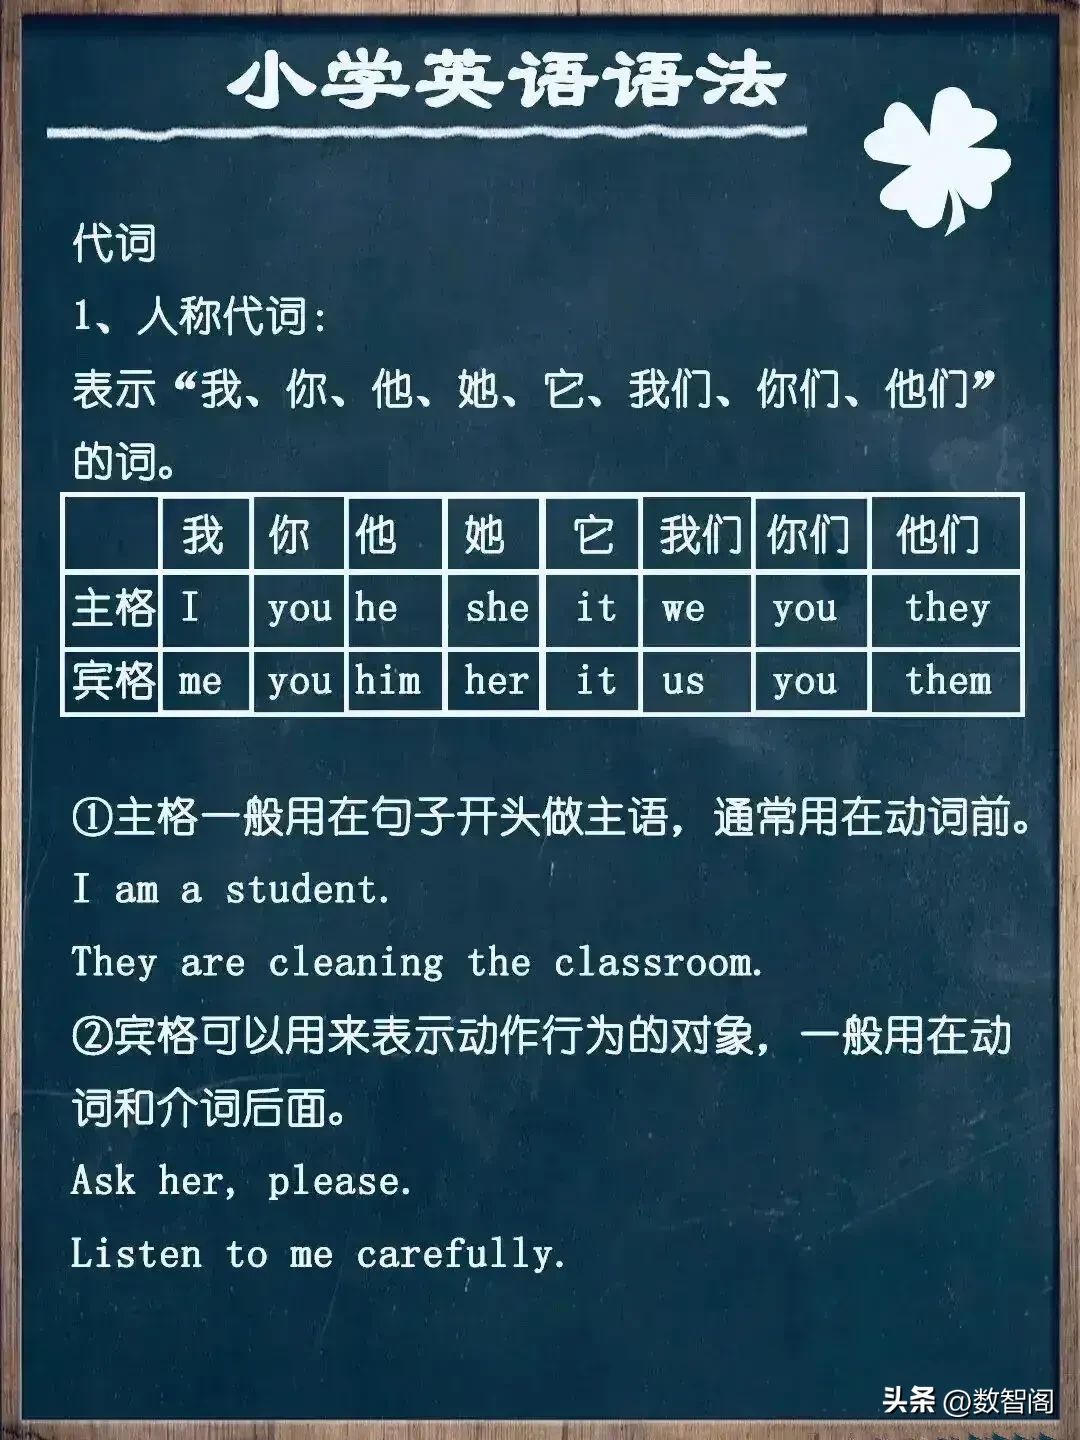 小学英语语法
代词
1、人称代词：
表示“我、你、他、她、它、我们、你们、他们”
的词。
我 你 他 她 它 我们 你们 他们
主格 I you he she it we you they
宾格 me you him her it us you them
①主格一般用在句子开头做主语，通常用在动词前。
I am a student.
They are cleaning the classroom.
②宾格可以用来表示动作行为的对象，一般用在动
词和介词后面。
Ask her, please.
Listen to me carefully.
头条 @数智阁